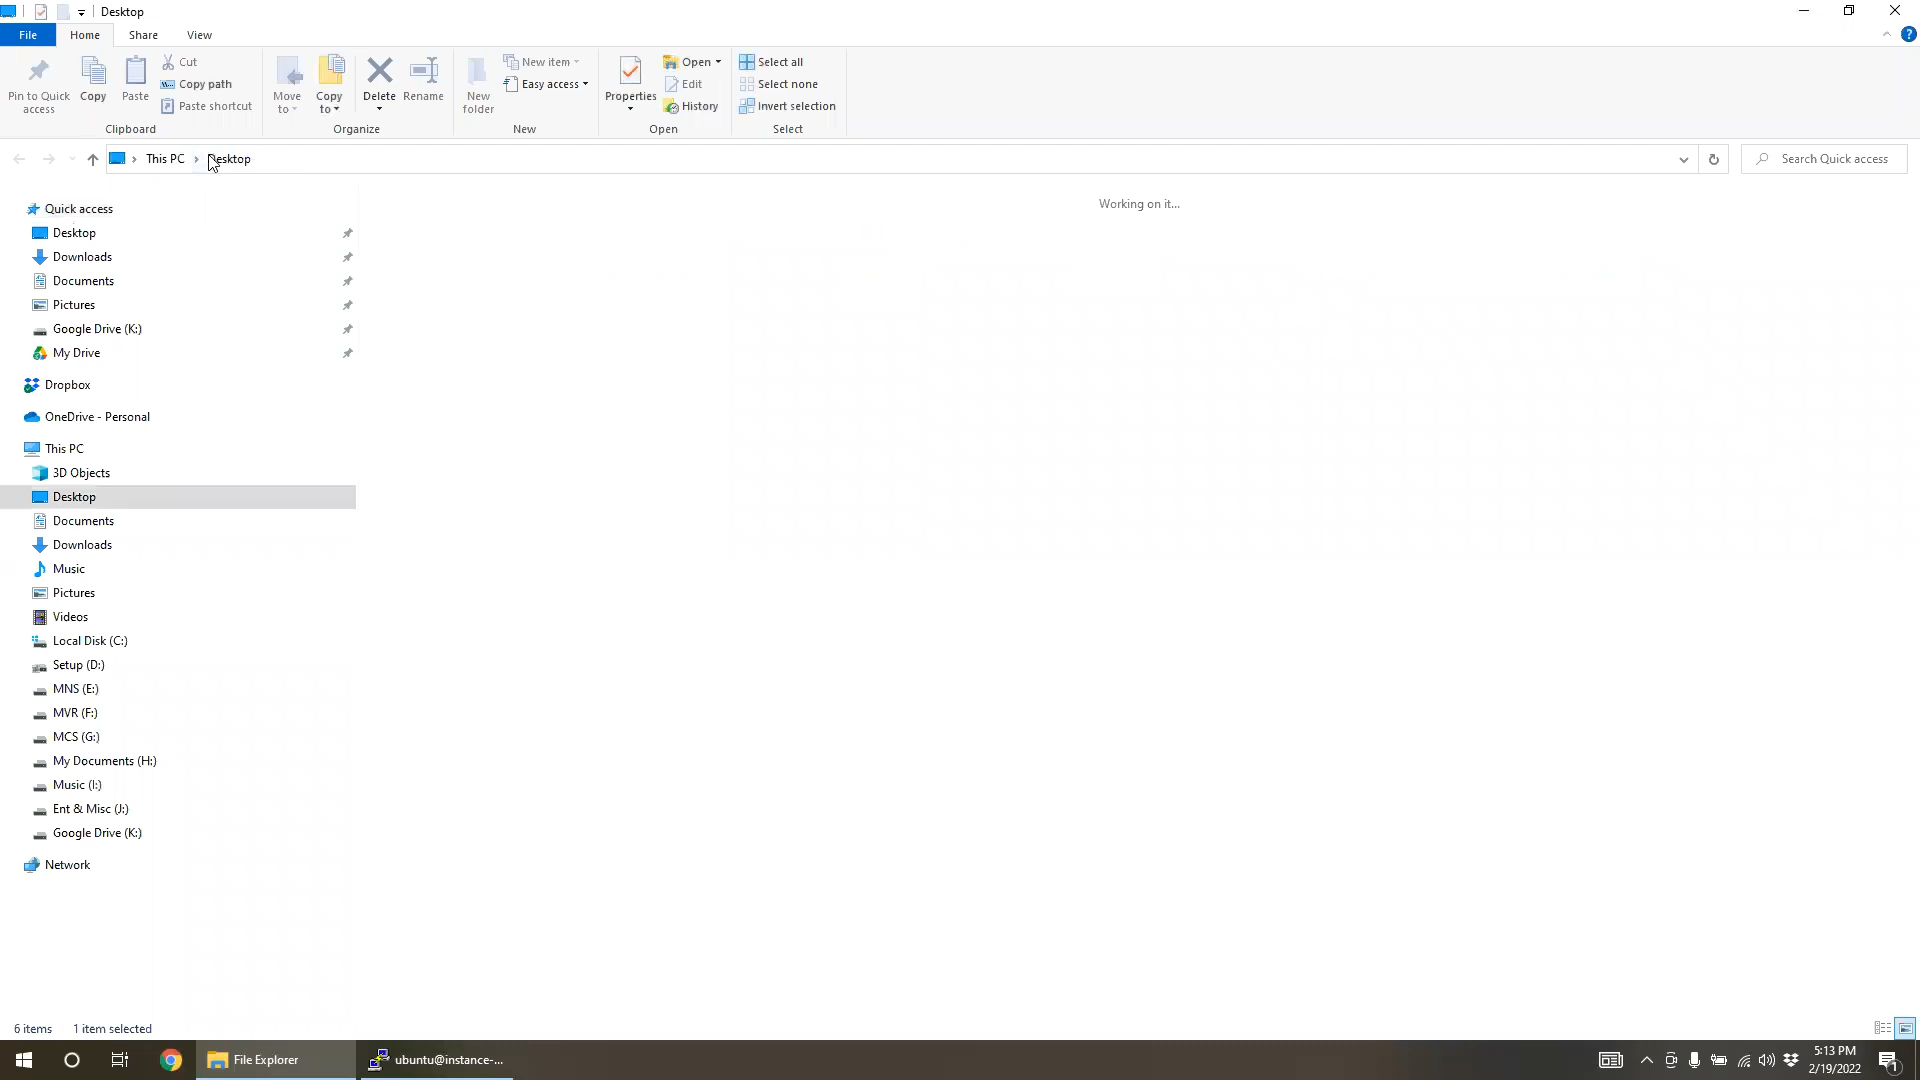 Desktop
File
Home
Share
View
?
Pin to Quick
access
Copy
Paste
Cut
Copy path
Paste shortcut
Clipboard
Move
to
Copy
to
Delete
Rename
Organize
New
folder
New item
Easy access
New
Properties
Open
Edit
History
Open
Select all
Select none
Invert selection
Select
This PC
Desktop
Search Quick access
Quick access
Desktop
Downloads
Documents
Pictures
Google Drive (K:)
My Drive
Dropbox
OneDrive - Personal
This PC
3D Objects
Desktop
Documents
Downloads
Music
Pictures
Videos
Local Disk (C:)
Setup (D:)
MNS (E:)
MVR (F:)
MCS (G:)
My Documents (H:)
Music (I:)
Ent & Misc (J:)
Google Drive (K:)
Network
Working on it...
6 items
1 item selected
File Explorer
ubuntu@instance-...
5:13 PM
2/19/2022
1